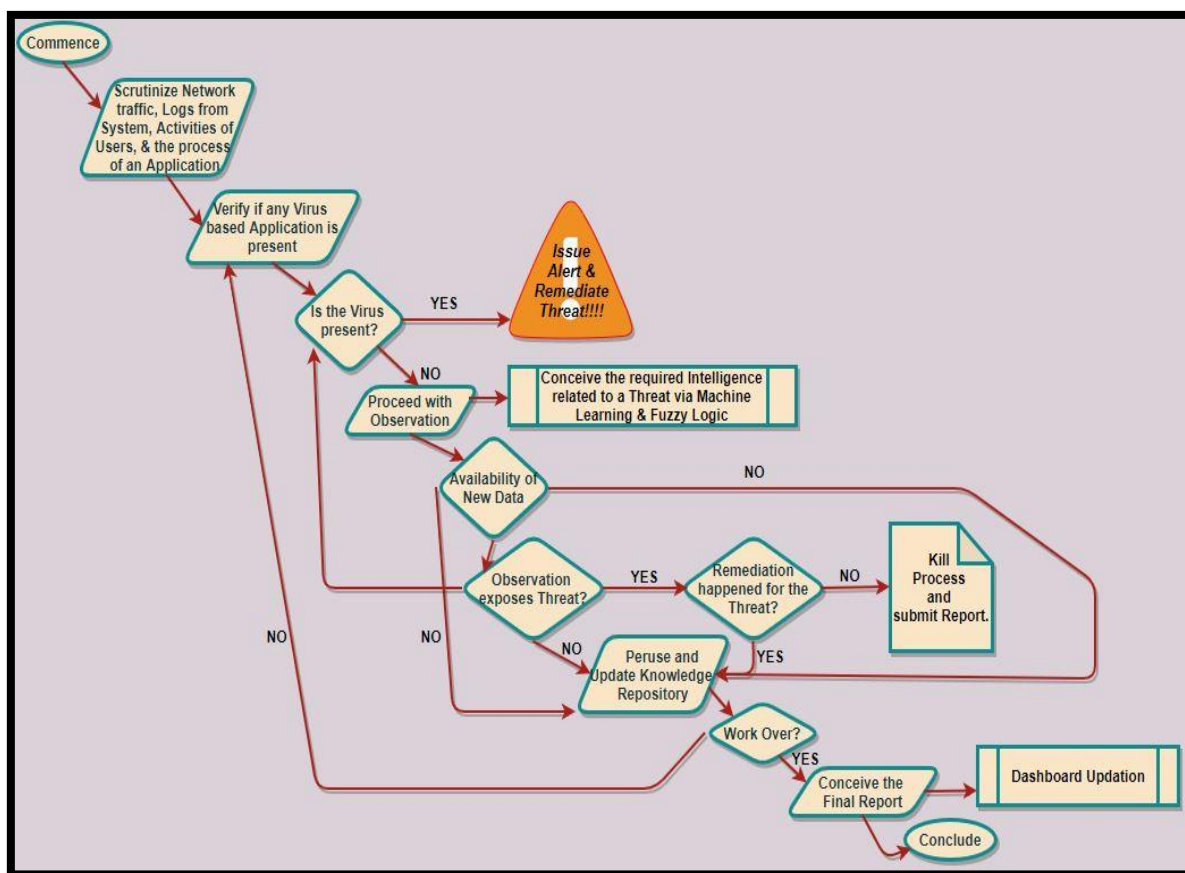 Commence
Scrutinize Network
traffic, Logs from
System, Activities of
Users, & the process
of an Application
Verify if any Virus
based Application is
present
Is the Virus
present?
YES
Issue
Alert &
Remediate
Threat!!!!
NO
Proceed with
Observation
Conceive the required Intelligence
related to a Threat via Machine
Learning & Fuzzy Logic
Availability of
New Data
NO
Observation
exposes Threat?
YES
Remediation
happened for the
Threat?
NO
Kill
Process
and
submit Report.
NO
NO
NO
YES
Peruse and
Update Knowledge
Repository
Work Over?
YES
Conceive the
Final Report
Dashboard Updation
Conclude